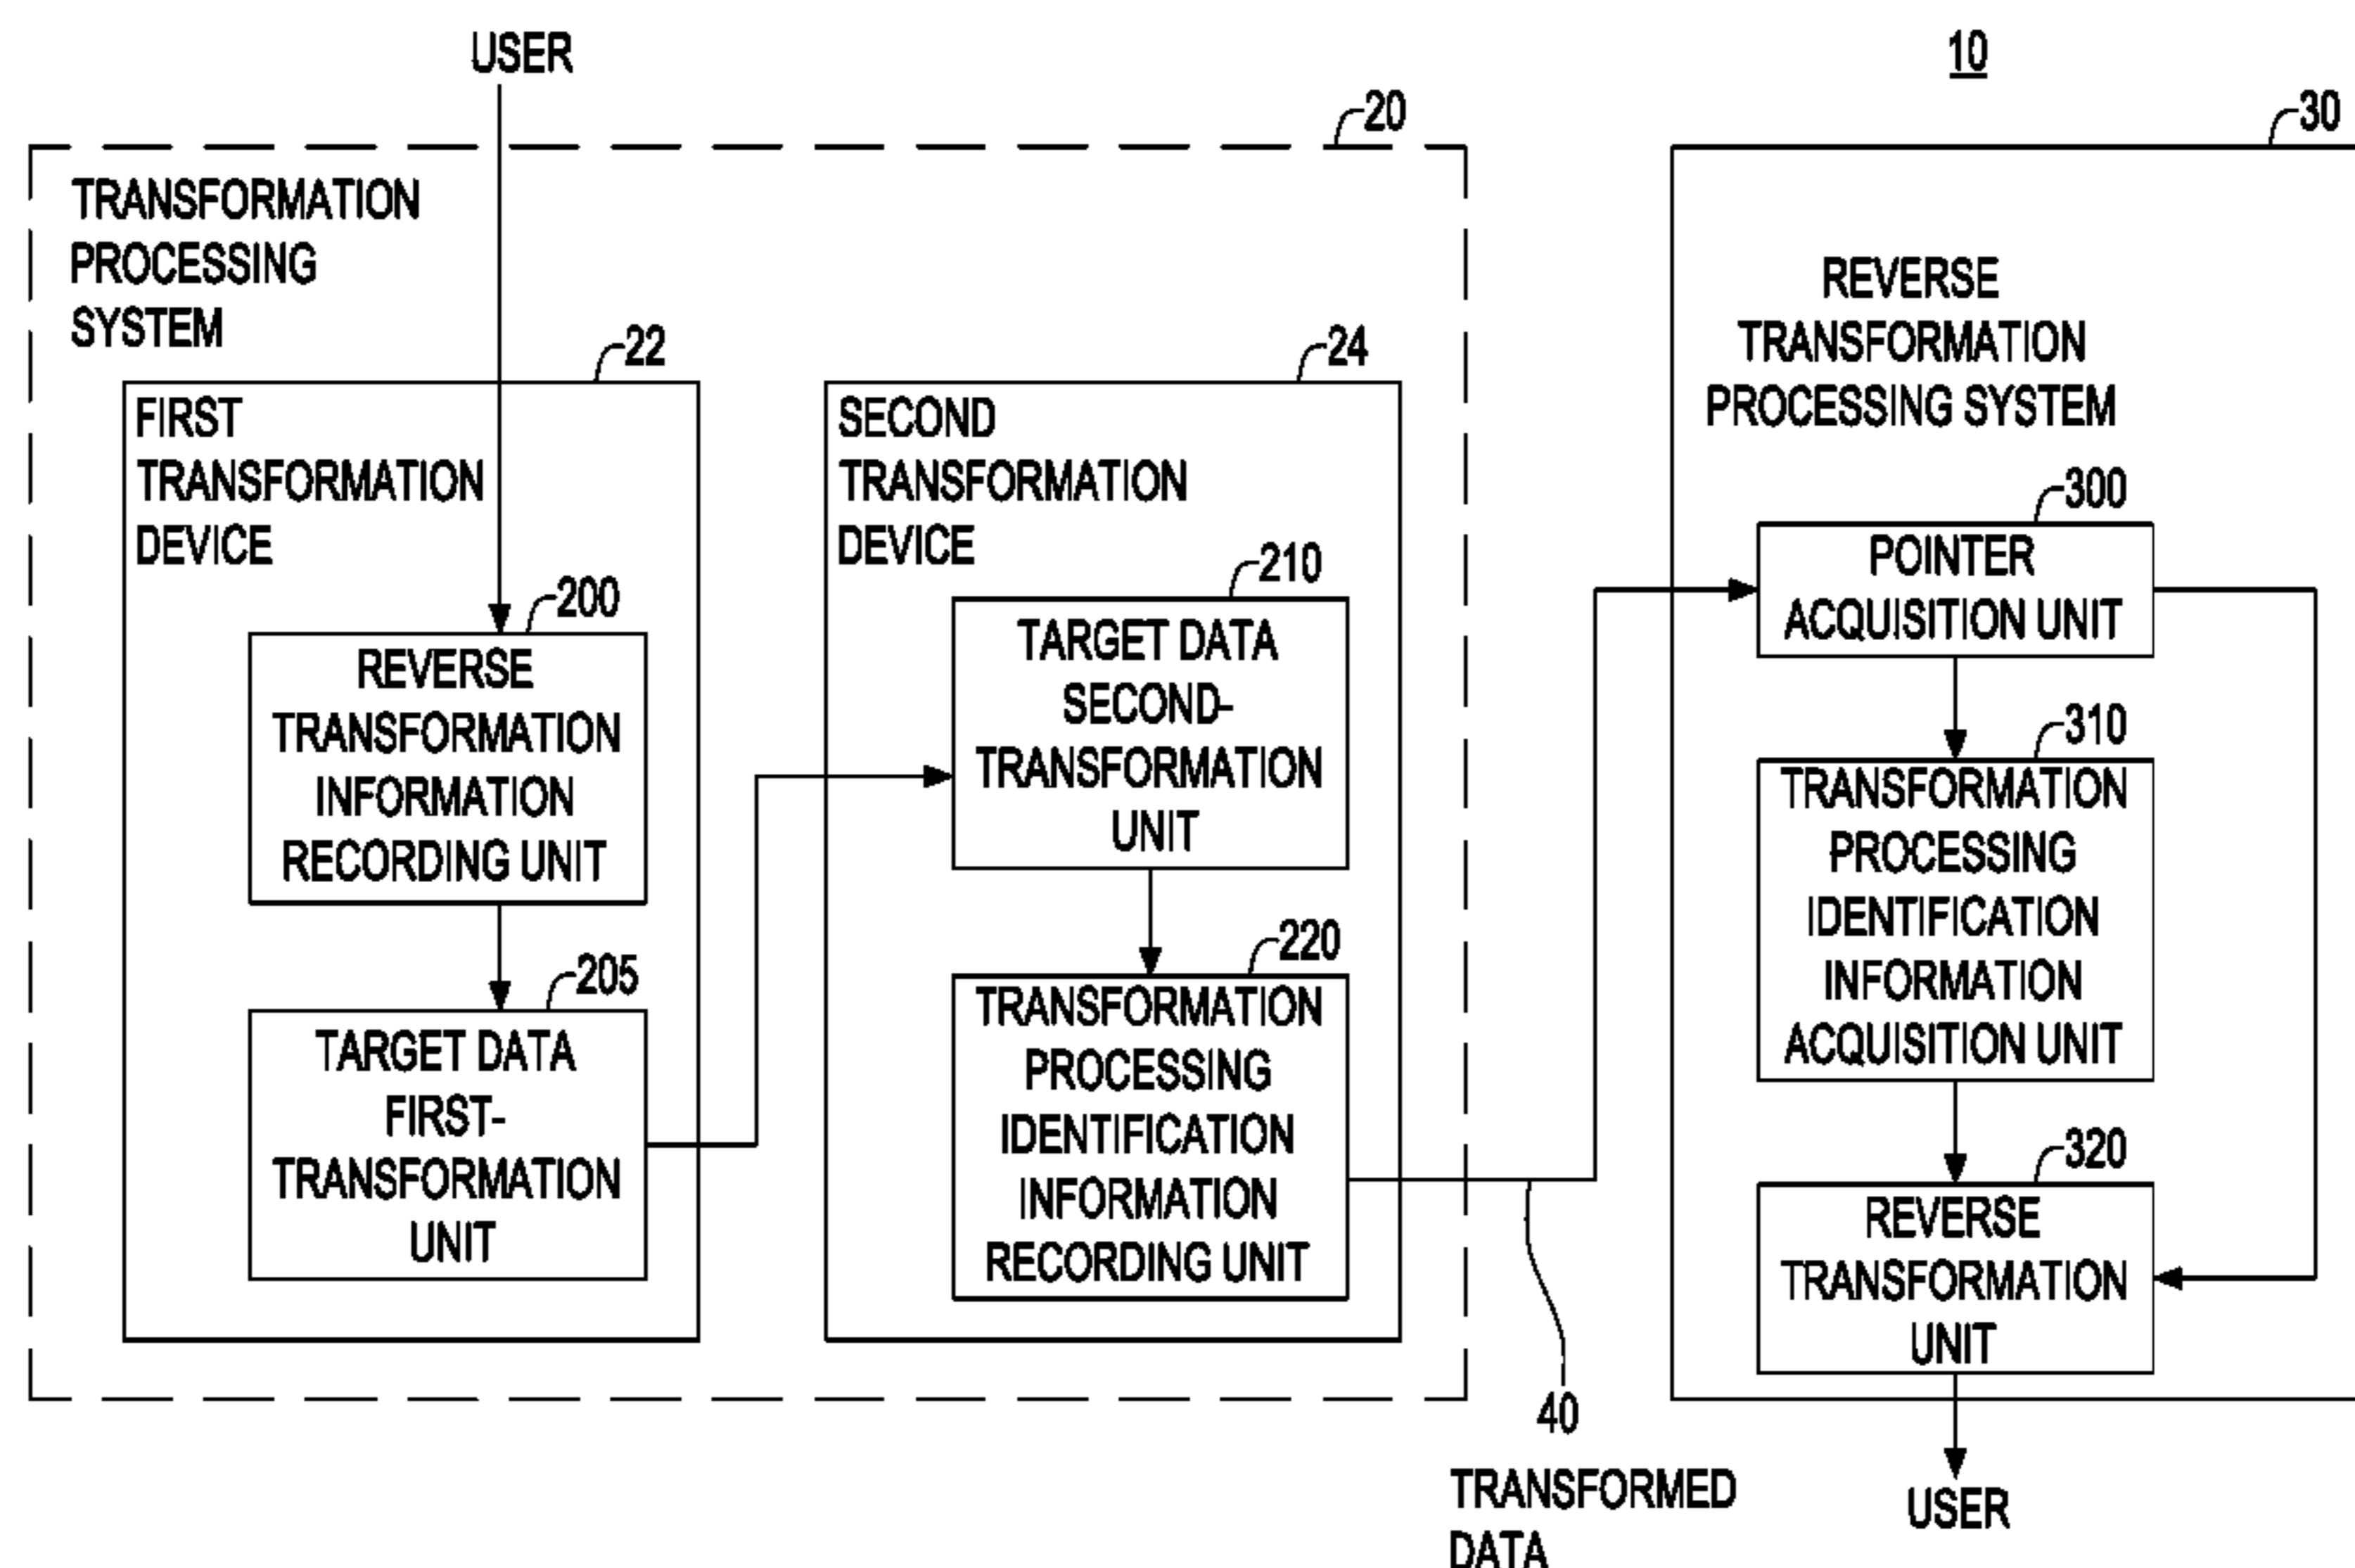 USER
10
20
30
TRANSFORMATION
PROCESSING
SYSTEM
22
FIRST
TRANSFORMATION
DEVICE
200
REVERSE
TRANSFORMATION
INFORMATION
RECORDING UNIT
205
TARGET DATA
FIRST-
TRANSFORMATION
UNIT
24
SECOND
TRANSFORMATION
DEVICE
210
TARGET DATA
SECOND-
TRANSFORMATION
UNIT
220
TRANSFORMATION
PROCESSING
IDENTIFICATION
INFORMATION
RECORDING UNIT
40
TRANSFORMED
DATA
REVERSE
TRANSFORMATION
PROCESSING SYSTEM
300
POINTER
ACQUISITION UNIT
310
TRANSFORMATION
PROCESSING
IDENTIFICATION
INFORMATION
ACQUISITION UNIT
320
REVERSE
TRANSFORMATION
UNIT
USER